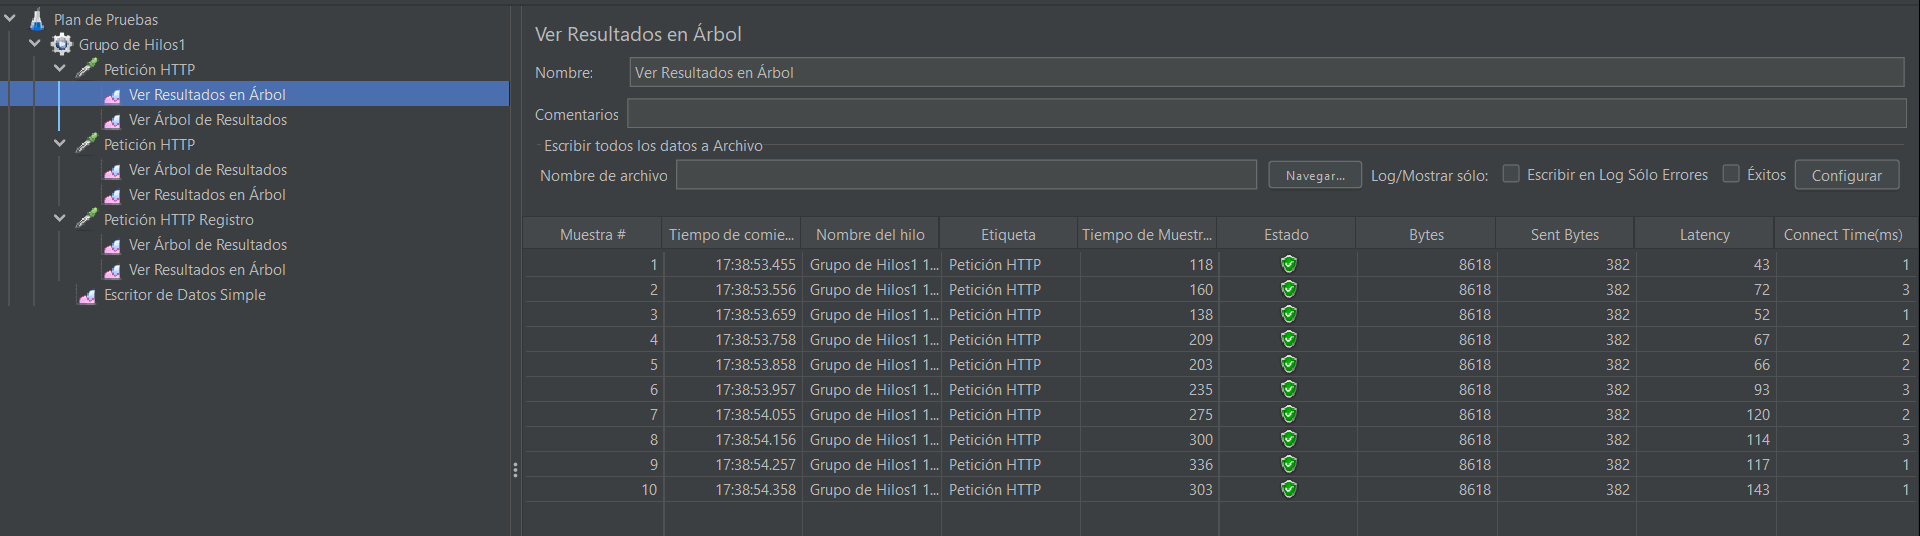 Plan de Pruebas
Grupo de Hilos1
Petición HTTP
Ver Resultados en Árbol
Ver Árbol de Resultados
Petición HTTP
Ver Árbol de Resultados
Ver Resultados en Árbol
Petición HTTP Registro
Ver Árbol de Resultados
Ver Resultados en Árbol
Escritor de Datos Simple
Ver Resultados en Árbol
Nombre: Ver Resultados en Árbol
Comentarios
Escribir todos los datos a Archivo
Nombre de archivo Navegar... Log/Mostrar sólo: Escribir en Log Sólo Errores Éxitos Configurar
Muestra # Tiempo de comie... Nombre del hilo Etiqueta Tiempo de Muestr... Estado Bytes Sent Bytes Latency Connect Time(ms)
1 17:38:53.455 Grupo de Hilos1 1... Petición HTTP 118 8618 382 43 1
2 17:38:53.556 Grupo de Hilos1 1... Petición HTTP 160 8618 382 72 3
3 17:38:53.659 Grupo de Hilos1 1... Petición HTTP 138 8618 382 52 1
4 17:38:53.758 Grupo de Hilos1 1... Petición HTTP 209 8618 382 67 2
5 17:38:53.858 Grupo de Hilos1 1... Petición HTTP 203 8618 382 66 2
6 17:38:53.957 Grupo de Hilos1 1... Petición HTTP 235 8618 382 93 3
7 17:38:54.055 Grupo de Hilos1 1... Petición HTTP 275 8618 382 120 2
8 17:38:54.156 Grupo de Hilos1 1... Petición HTTP 300 8618 382 114 3
9 17:38:54.257 Grupo de Hilos1 1... Petición HTTP 336 8618 382 117 1
10 17:38:54.358 Grupo de Hilos1 1... Petición HTTP 303 8618 382 143 1